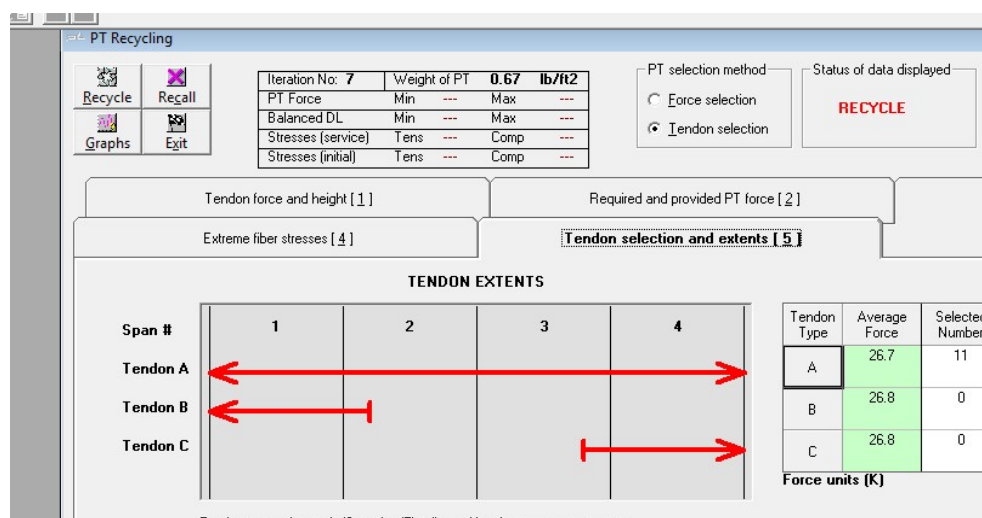 PT Recycling
Recycle Recall
Graphs Exit
Iteration No: 7 Weight of PT 0.67 lb/ft2
PT Force Min --- Max ---
Balanced DL Min --- Max ---
Stresses (service) Tens --- Comp ---
Stresses (initial) Tens --- Comp ---
PT selection method
Force selection
Tendon selection
Status of data displayed
RECYCLE
Tendon force and height [ 1 ]
Required and provided PT force [ 2 ]
Extreme fiber stresses [ 4 ]
Tendon selection and extents [ 5 ]
TENDON EXTENTS
Span # 1 2 3 4
Tendon A
Tendon B
Tendon C
Tendon Type Average Force Selected Number
A 26.7 11
B 26.8 0
C 26.8 0
Force units (K)